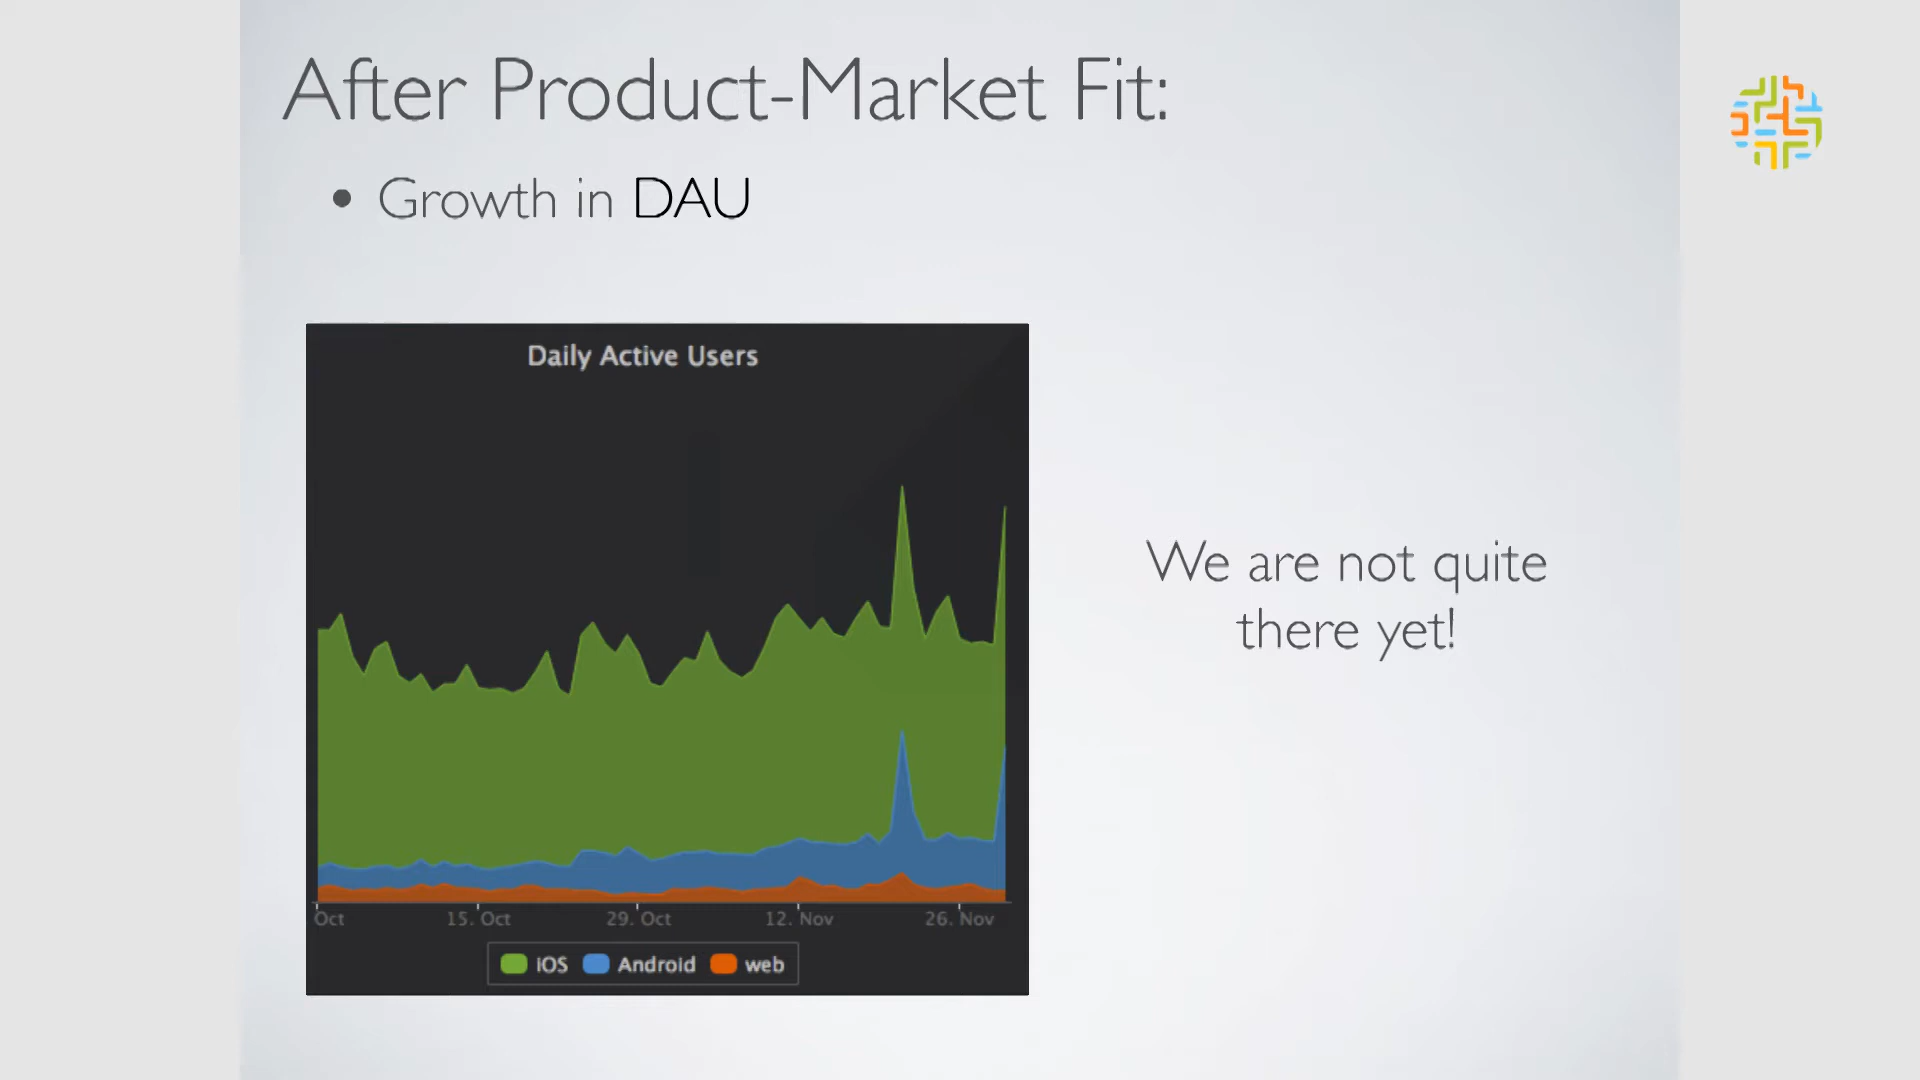 After Product-Market Fit:
• Growth in DAU
Daily Active Users
We are not quite
there yet!
Oct 15. Oct 29. Oct 12. Nov 26. Nov
iOS Android web